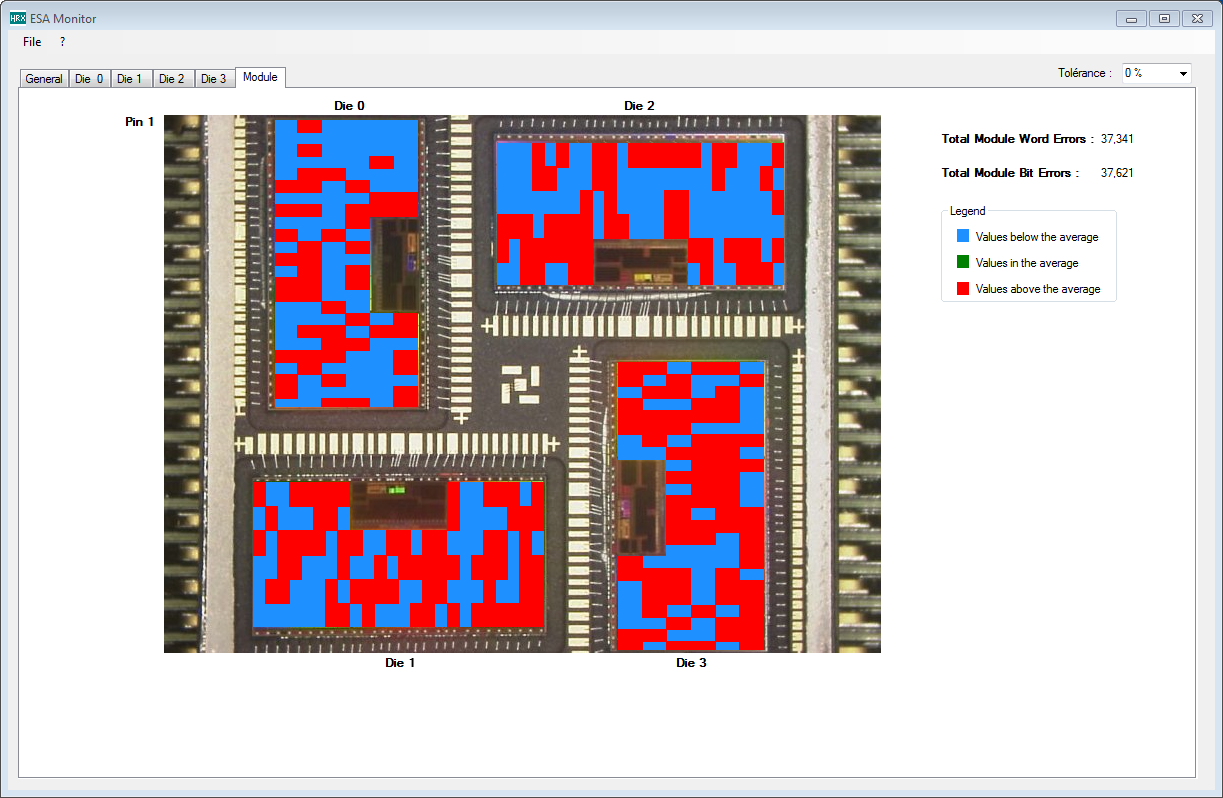 HRX ESA Monitor
File ?
General Die 0 Die 1 Die 2 Die 3 Module
Tolérance : 0 %
Die 0 Die 2
Pin 1
Total Module Word Errors : 37,341
Total Module Bit Errors : 37,621
Legend
Values below the average
Values in the average
Values above the average
Die 1 Die 3